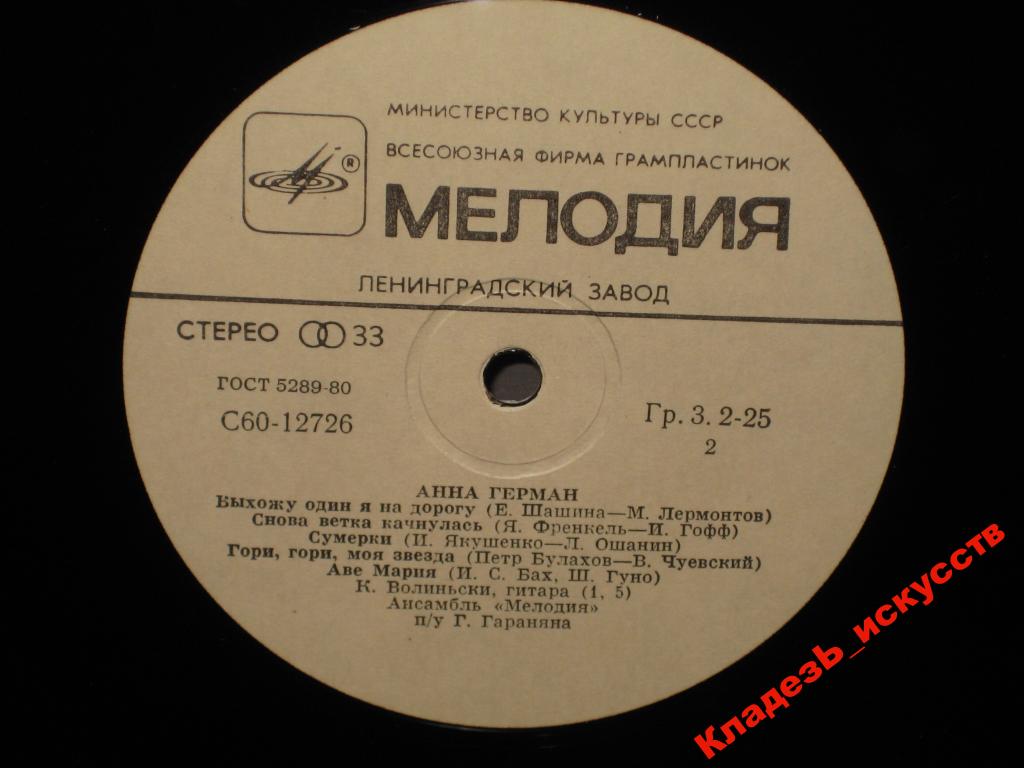 МИНИСТЕРСТВО КУЛЬТУРЫ СССР
ВСЕСОЮЗНАЯ ФИРМА ГРАМПЛАСТИНОК
®
МЕЛОДИЯ
ЛЕНИНГРАДСКИЙ ЗАВОД
СТЕРЕО 33
ГОСТ 5289-80
С60-12726
Гр. 3. 2-25
2
АННА ГЕРМАН
Выхожу один я на дорогу (Е. Шашина—М. Лермонтов)
Снова ветка качнулась (Я. Френкель—И. Гофф)
Сумерки (И. Якушенко—Л. Ошанин)
Гори, гори, моя звезда (Петр Булахов—В. Чуевский)
Аве Мария (И. С. Бах, Ш. Гуно)
К. Волиньски, гитара (1, 5)
Ансамбль «Мелодия»
п/у Г. Гараняна
Кладезь_искусств